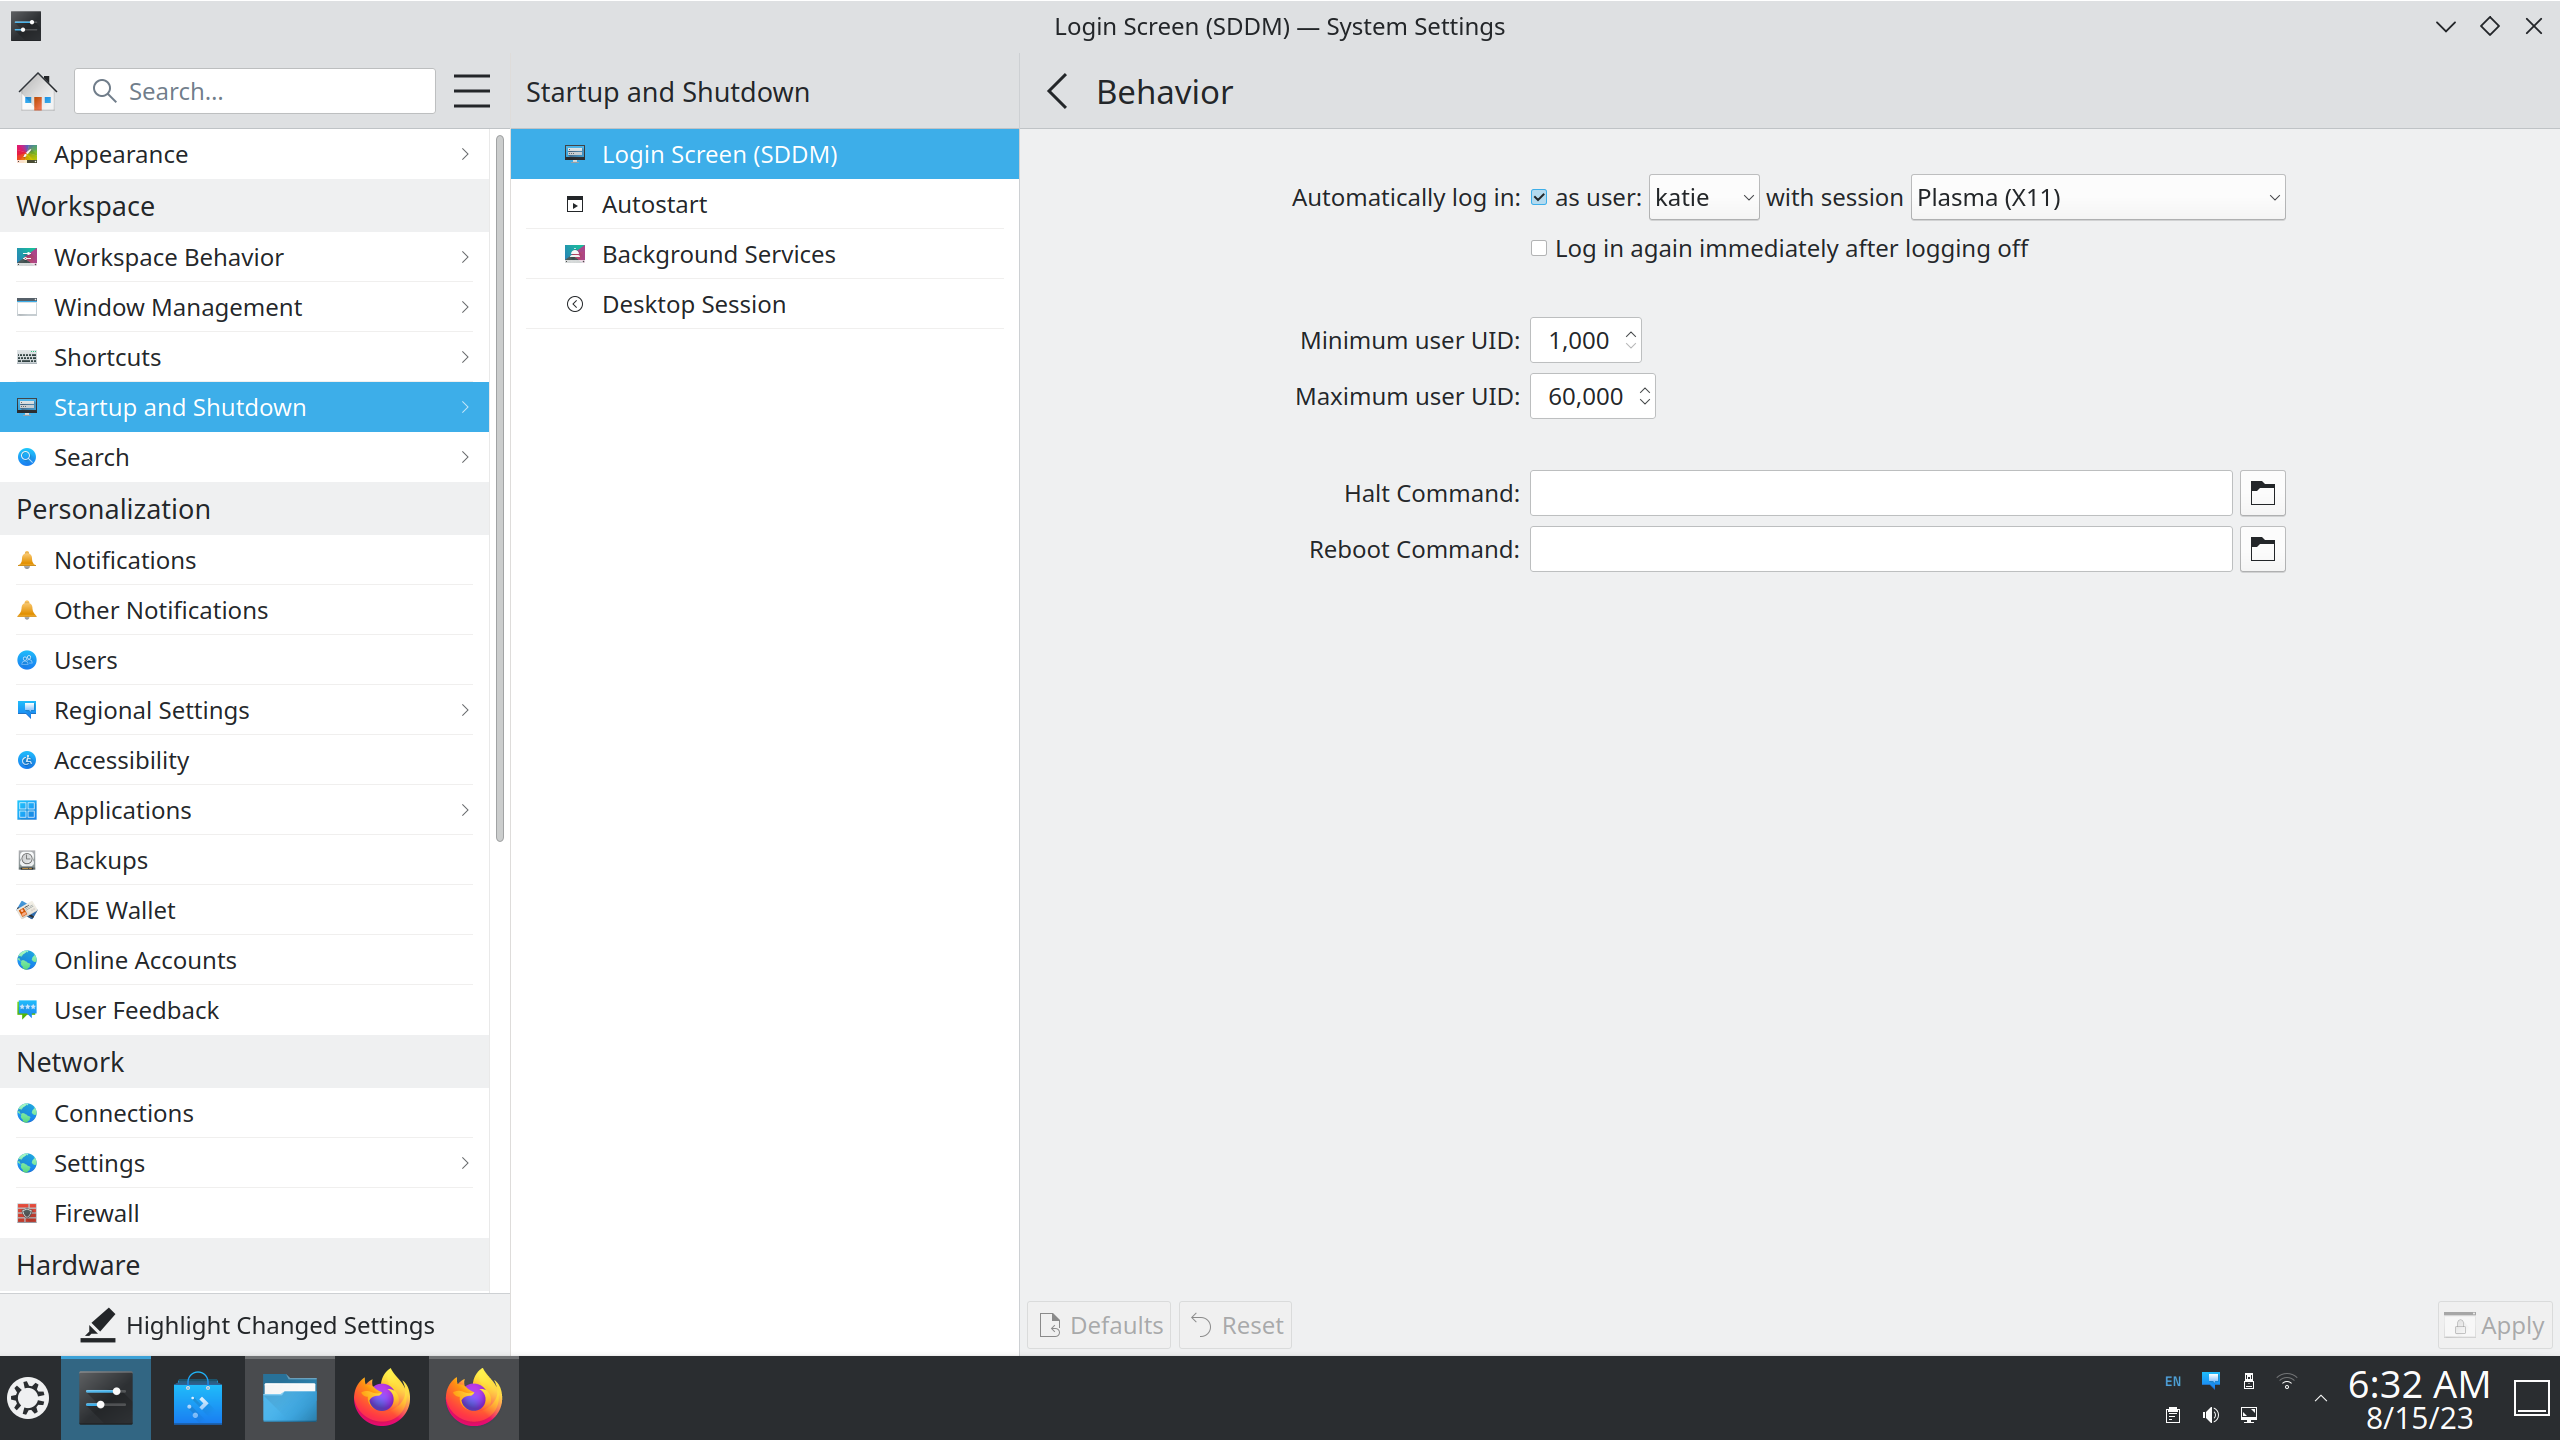 Login Screen (SDDM) — System Settings
Search...
Startup and Shutdown
Behavior
Appearance
Workspace
Workspace Behavior
Window Management
Shortcuts
Startup and Shutdown
Search
Personalization
Notifications
Other Notifications
Users
Regional Settings
Accessibility
Applications
Backups
KDE Wallet
Online Accounts
User Feedback
Network
Connections
Settings
Firewall
Hardware
Highlight Changed Settings
Login Screen (SDDM)
Autostart
Background Services
Desktop Session
Automatically log in: as user: katie with session Plasma (X11)
Log in again immediately after logging off
Minimum user UID: 1,000
Maximum user UID: 60,000
Halt Command:
Reboot Command:
Defaults Reset Apply
EN
6:32 AM
8/15/23